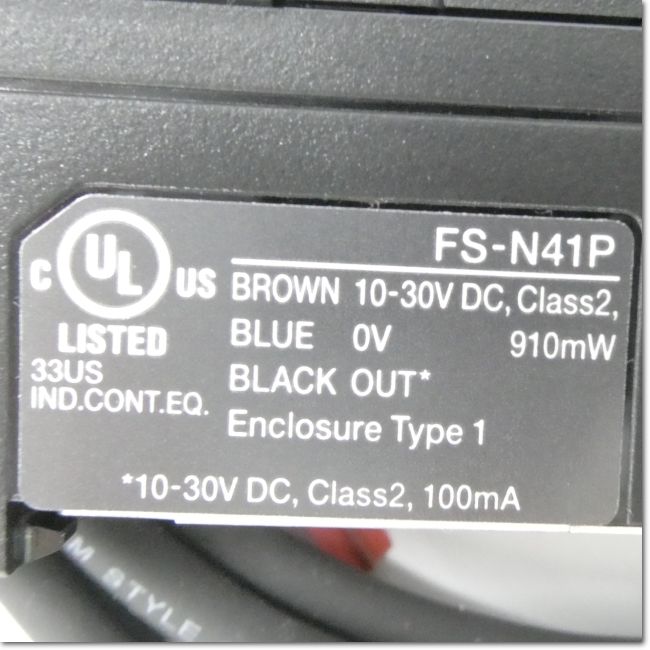 FS-N41P
C UL US
LISTED
33US
IND.CONT.EQ.
BROWN 10-30V DC, Class2,
BLUE 0V 910mW
BLACK OUT*
Enclosure Type 1
*10-30V DC, Class2, 100mA
M STYLE